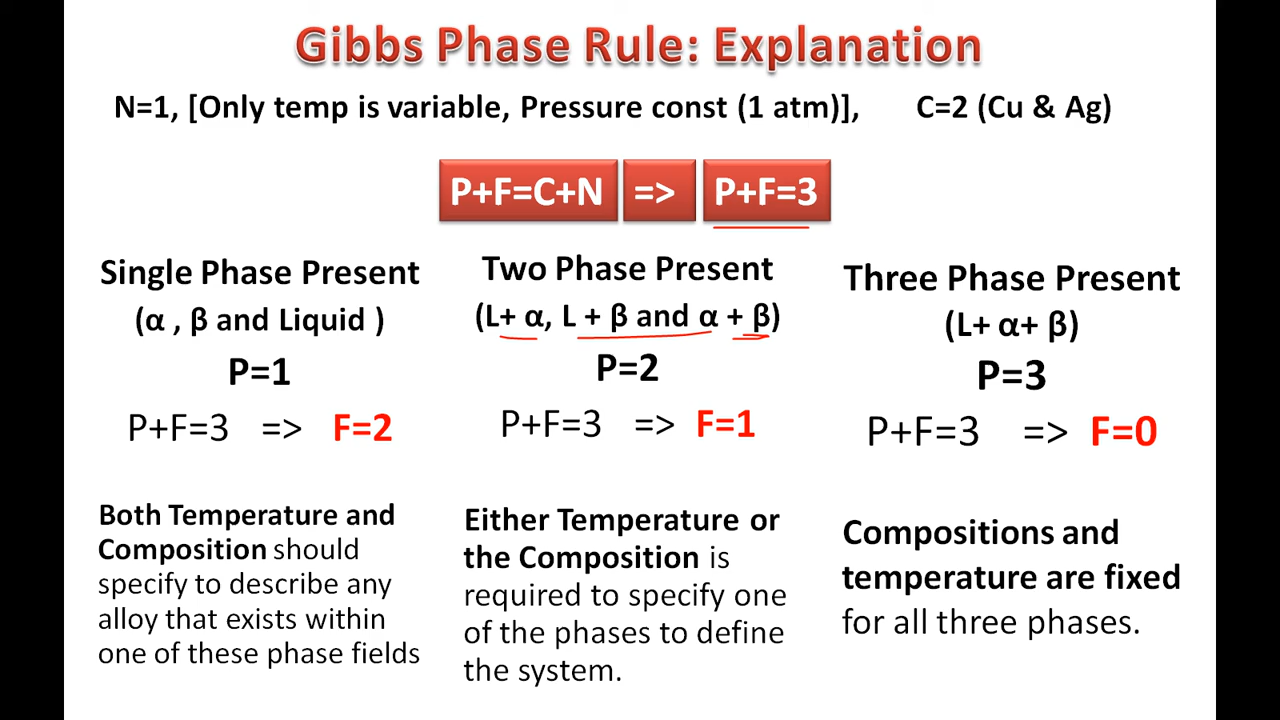 Gibbs Phase Rule: Explanation
N=1, [Only temp is variable, Pressure const (1 atm)], C=2 (Cu & Ag)
P+F=C+N => P+F=3
Single Phase Present
(α , β and Liquid )
P=1
P+F=3 => F=2
Both Temperature and
Composition should
specify to describe any
alloy that exists within
one of these phase fields
Two Phase Present
(L+ α, L + β and α + β)
P=2
P+F=3 => F=1
Either Temperature or
the Composition is
required to specify one
of the phases to define
the system.
Three Phase Present
(L+ α+ β)
P=3
P+F=3 => F=0
Compositions and
temperature are fixed
for all three phases.